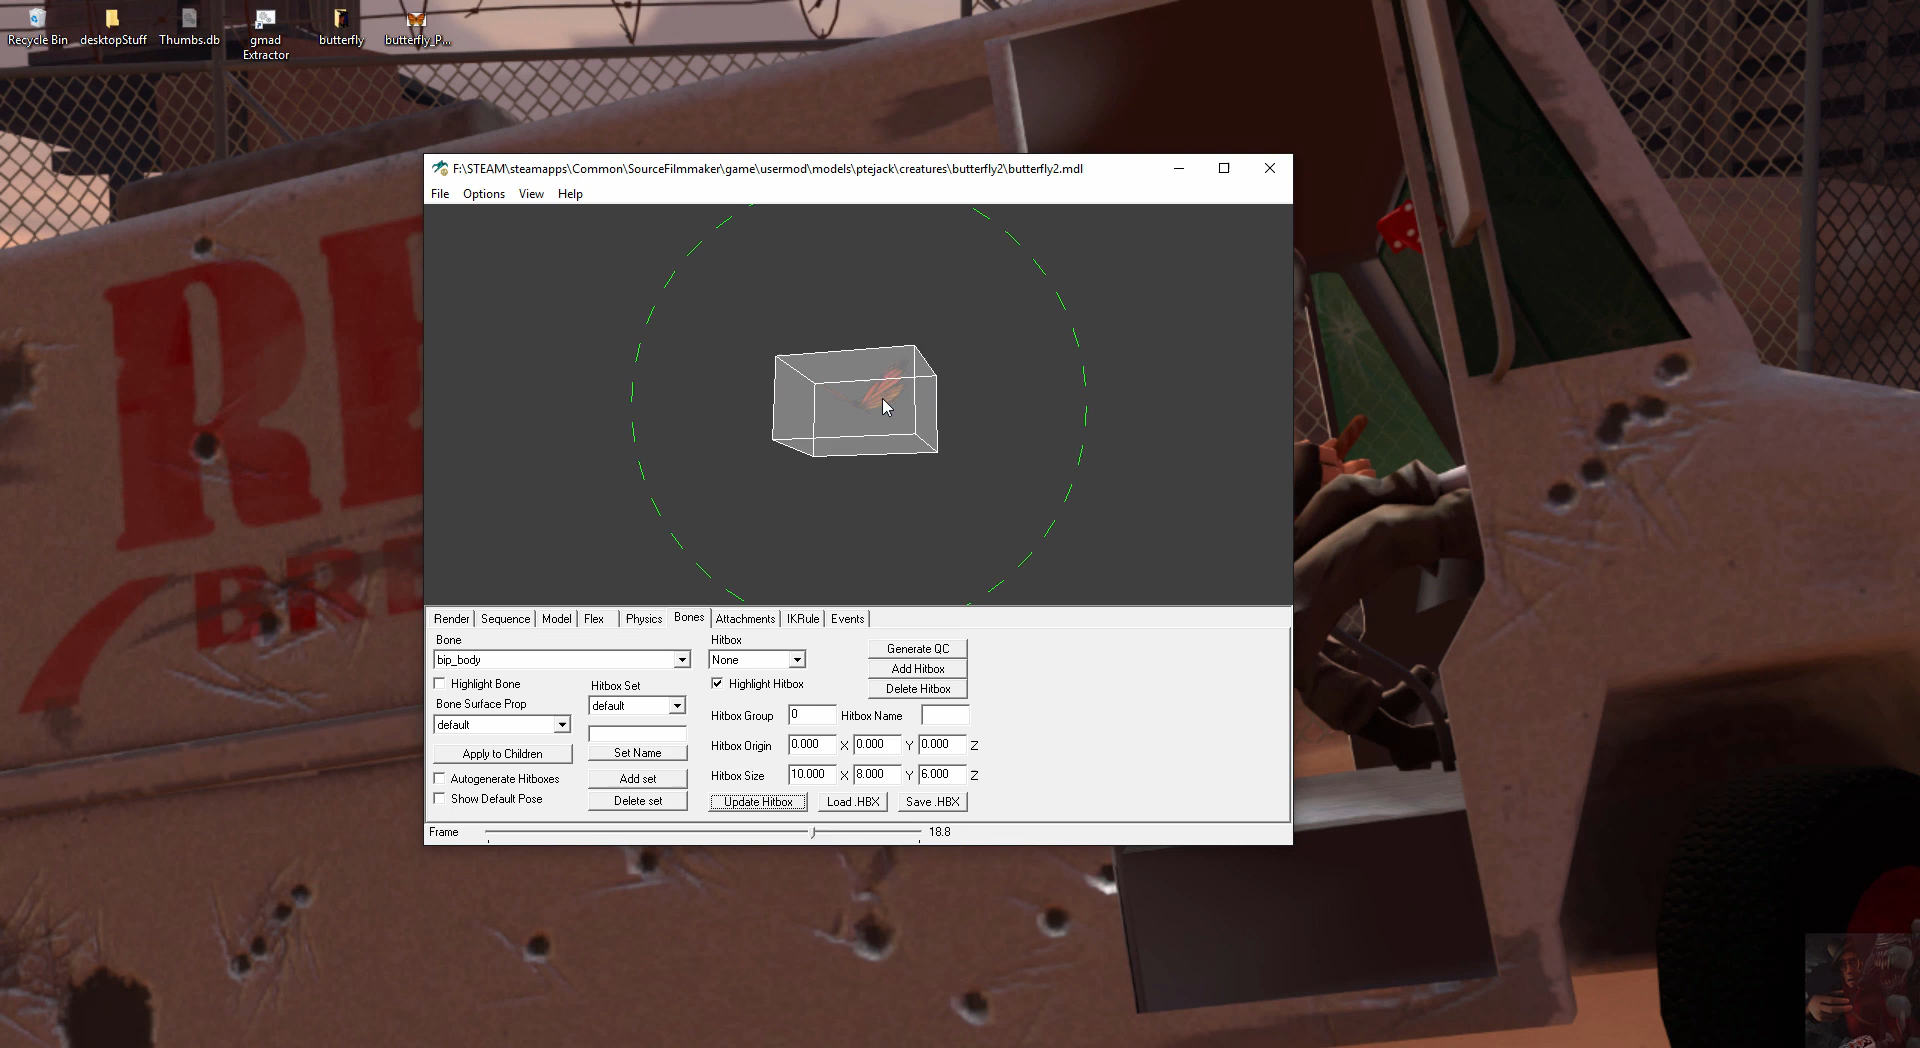 Recycle Bin
desktopStuff
Thumbs.db
gmad
Extractor
butterfly
butterfly_P...
F:\STEAM\steamapps\Common\SourceFilmmaker\game\usermod\models\ptejack\creatures\butterfly2\butterfly2.mdl
File Options View Help
Render Sequence Model Flex Physics Bones Attachments IKRule Events
Bone
bip_body
Highlight Bone
Bone Surface Prop
default
Apply to Children
Autogenerate Hitboxes
Show Default Pose
Hitbox Set
default
Set Name
Add set
Delete set
Hitbox
None
Highlight Hitbox
Generate QC
Add Hitbox
Delete Hitbox
Hitbox Group 0 Hitbox Name
Hitbox Origin 0.000 X 0.000 Y 0.000 Z
Hitbox Size 10.000 X 8.000 Y 6.000 Z
Update Hitbox Load .HBX Save .HBX
Frame 18.8
RE
BRE